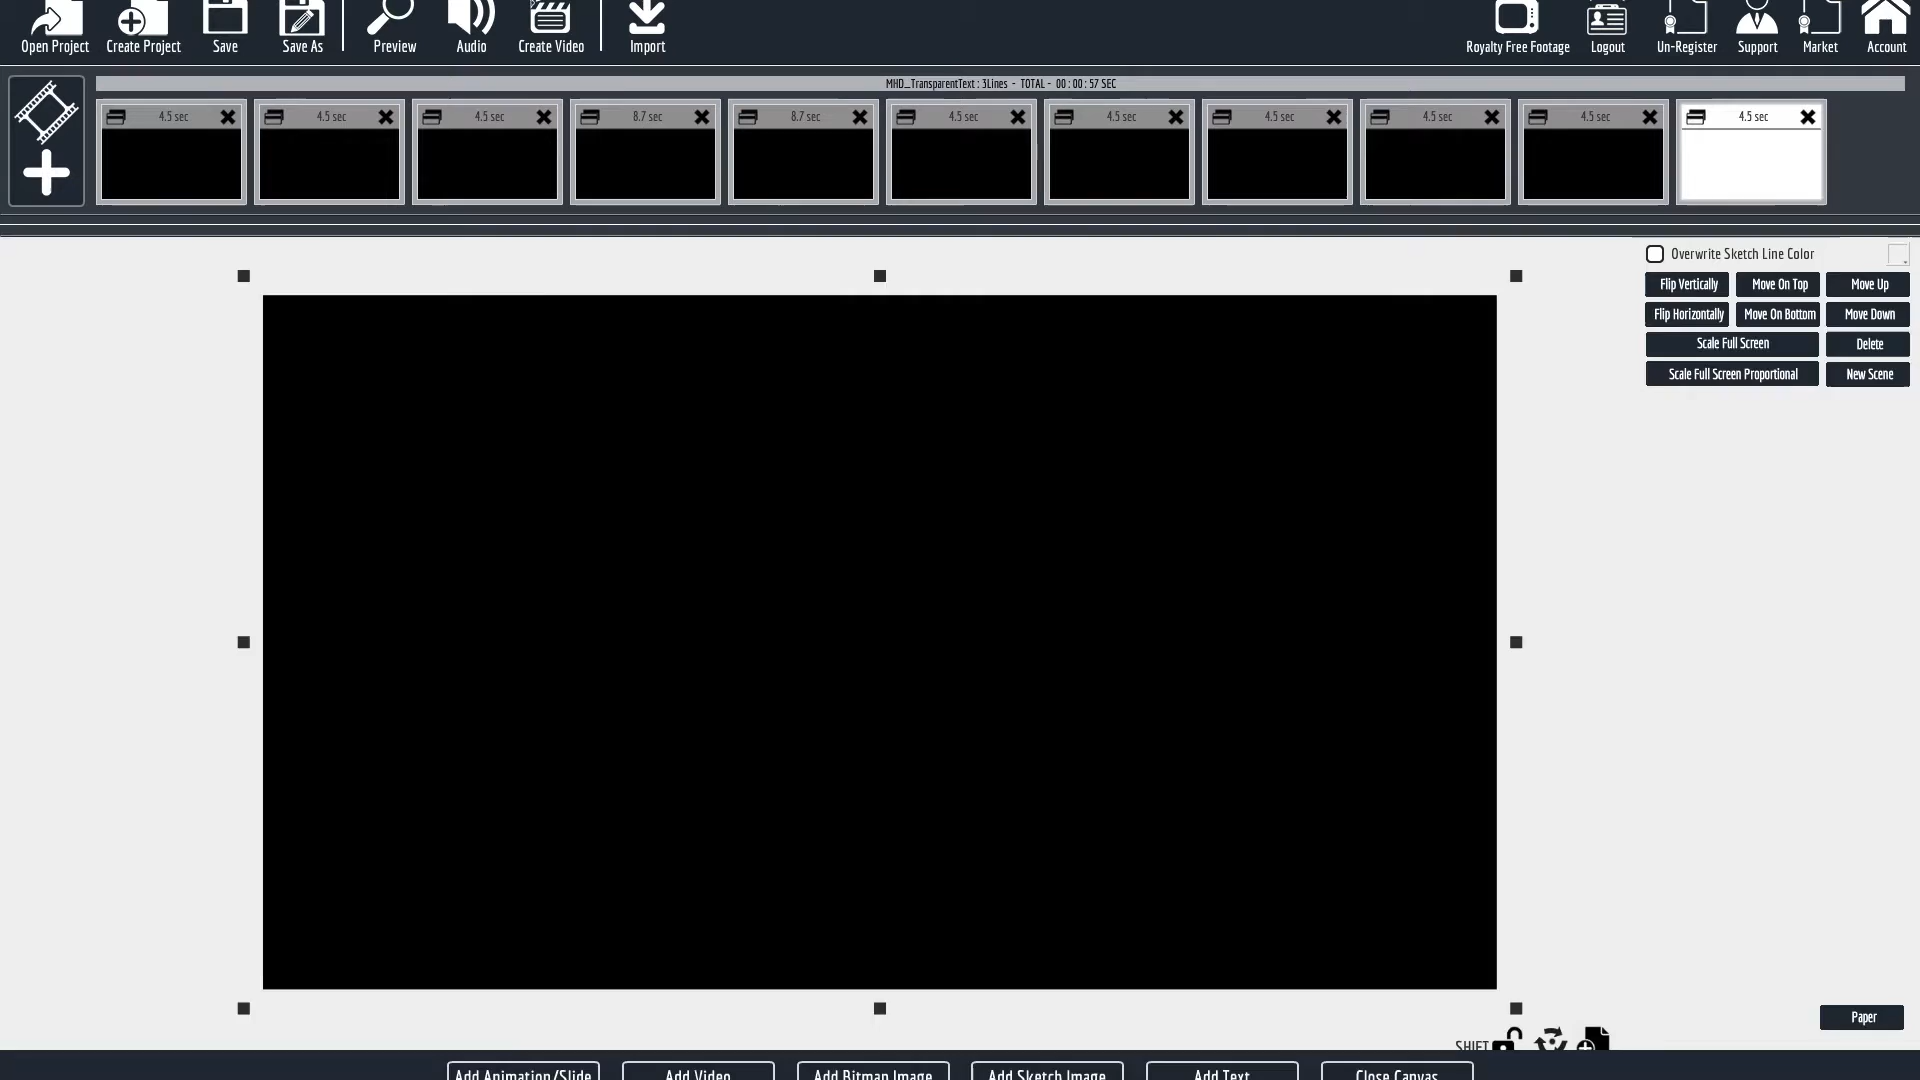 Open Project Create Project Save Save As Preview Audio Create Video Import Royalty Free Footage Logout Un-Register Support Market Account
MHD_TransparentText : 3Lines - TOTAL - 00 : 00 : 57 SEC
4.5 sec 4.5 sec 4.5 sec 8.7 sec 8.7 sec 4.5 sec 4.5 sec 4.5 sec 4.5 sec 4.5 sec 4.5 sec
Overwrite Sketch Line Color
Flip Vertically Move On Top Move Up
Flip Horizontally Move On Bottom Move Down
Scale Full Screen Delete
Scale Full Screen Proportional New Scene
Paper
SHIFT
Add Animation/Slide Add Video Add Bitmap Image Add Sketch Image Add Text Close Canvas